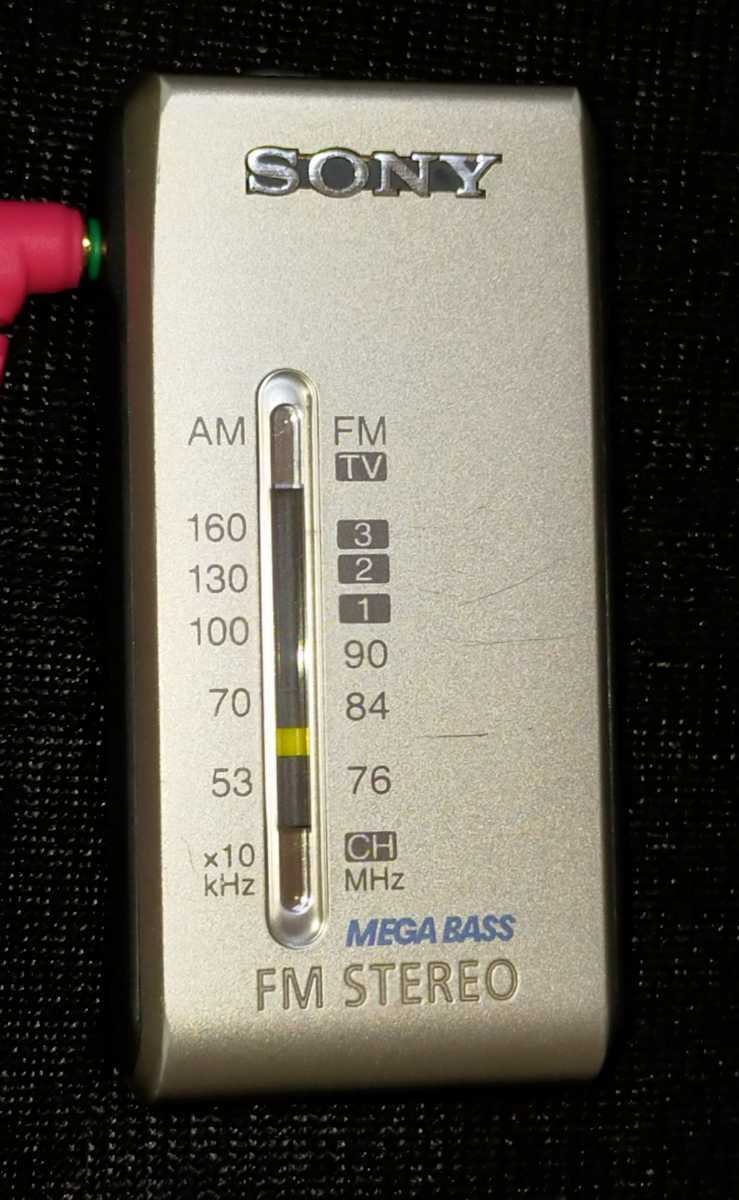 SONY
AM FM
TV
160 3
130 2
100 1
90
70 84
53 76
x10 CH
kHz MHz
MEGA BASS
FM STEREO